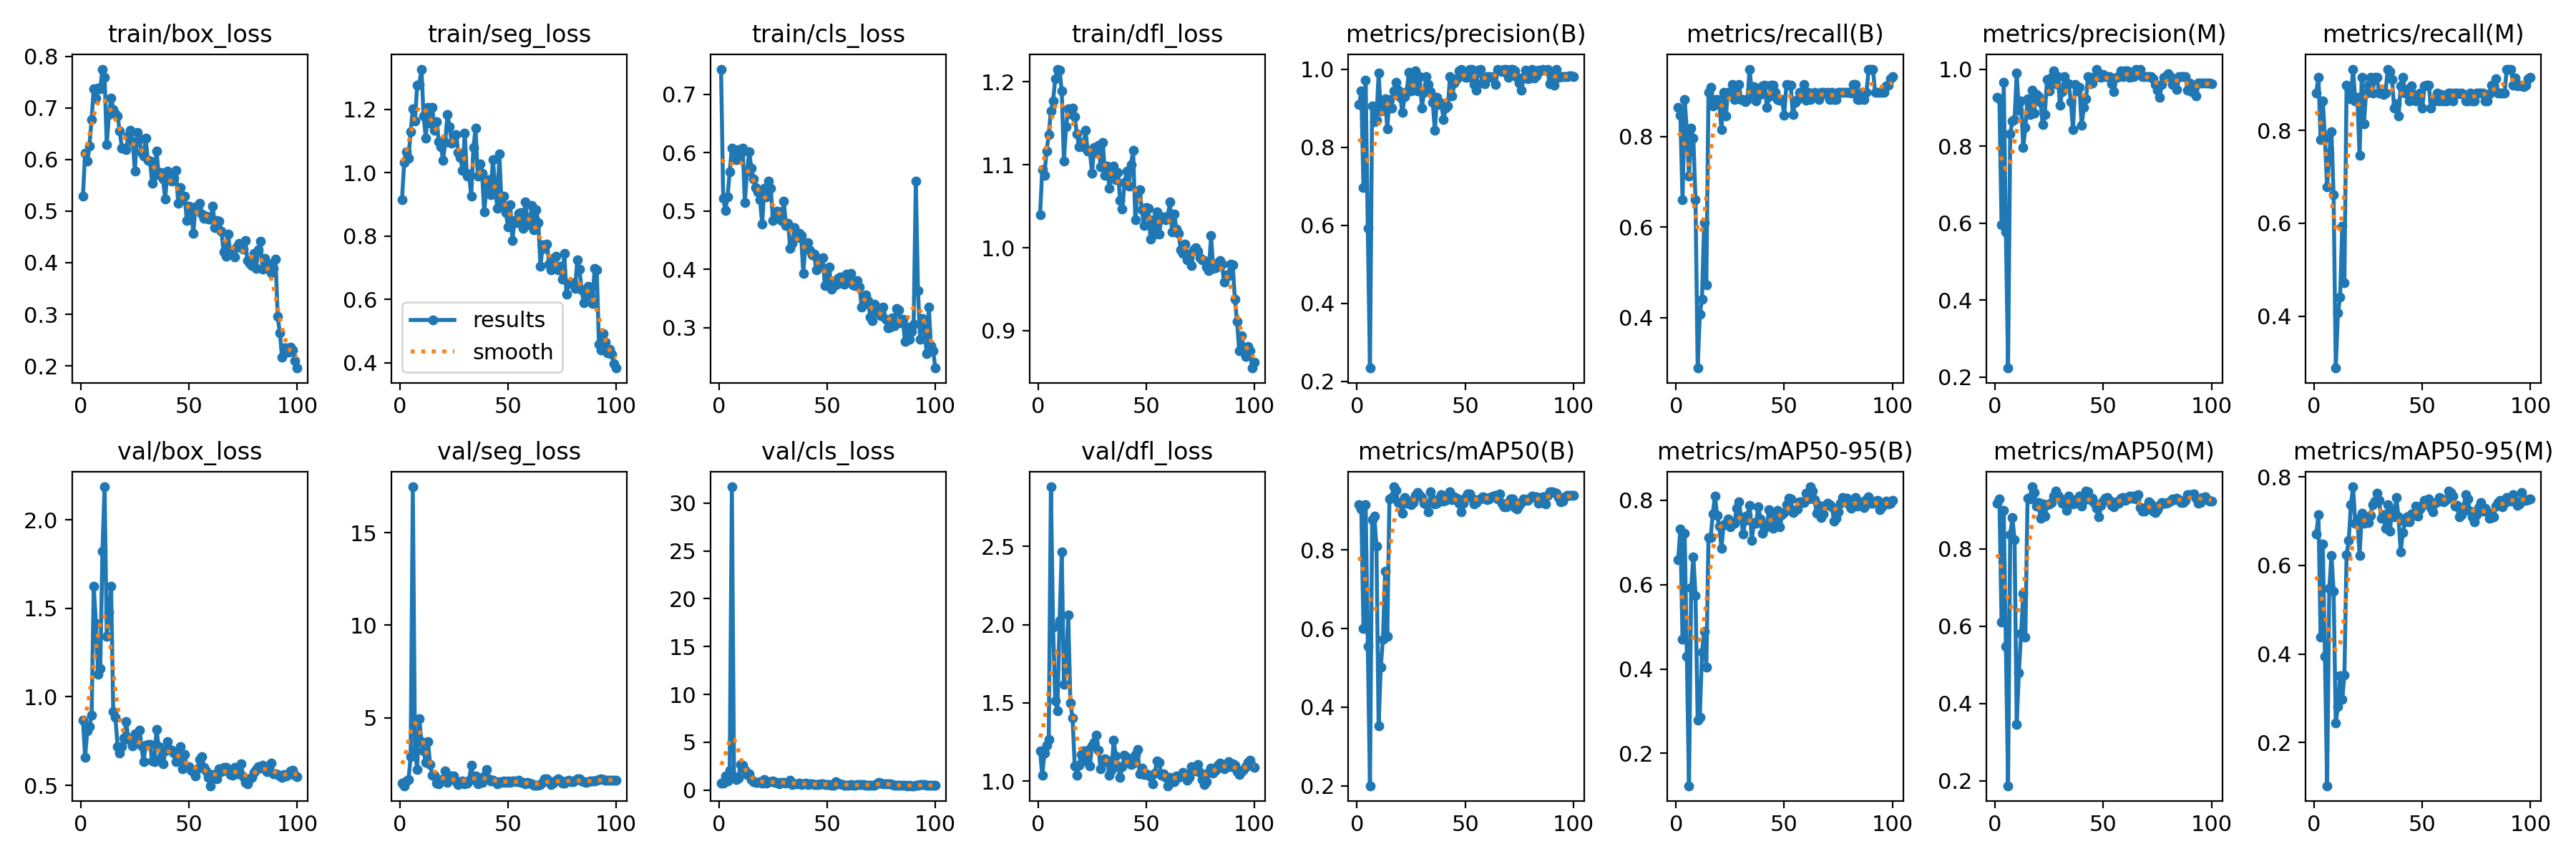 train/box_loss
train/seg_loss
train/cls_loss
train/dfl_loss
metrics/precision(B)
metrics/recall(B)
metrics/precision(M)
metrics/recall(M)
0.8
0.7
0.6
0.5
0.4
0.3
0.2
0 50 100
1.2
1.0
0.8
0.6
0.4
results
smooth
0 50 100
0.7
0.6
0.5
0.4
0.3
0 50 100
1.2
1.1
1.0
0.9
0 50 100
1.0
0.8
0.6
0.4
0.2
0 50 100
0.8
0.6
0.4
0 50 100
1.0
0.8
0.6
0.4
0.2
0 50 100
0.8
0.6
0.4
0 50 100
val/box_loss
val/seg_loss
val/cls_loss
val/dfl_loss
metrics/mAP50(B)
metrics/mAP50-95(B)
metrics/mAP50(M)
metrics/mAP50-95(M)
2.0
1.5
1.0
0.5
0 50 100
15
10
5
0 50 100
30
25
20
15
10
5
0
0 50 100
2.5
2.0
1.5
1.0
0 50 100
0.8
0.6
0.4
0.2
0 50 100
0.8
0.6
0.4
0.2
0 50 100
0.8
0.6
0.4
0.2
0 50 100
0.8
0.6
0.4
0.2
0 50 100